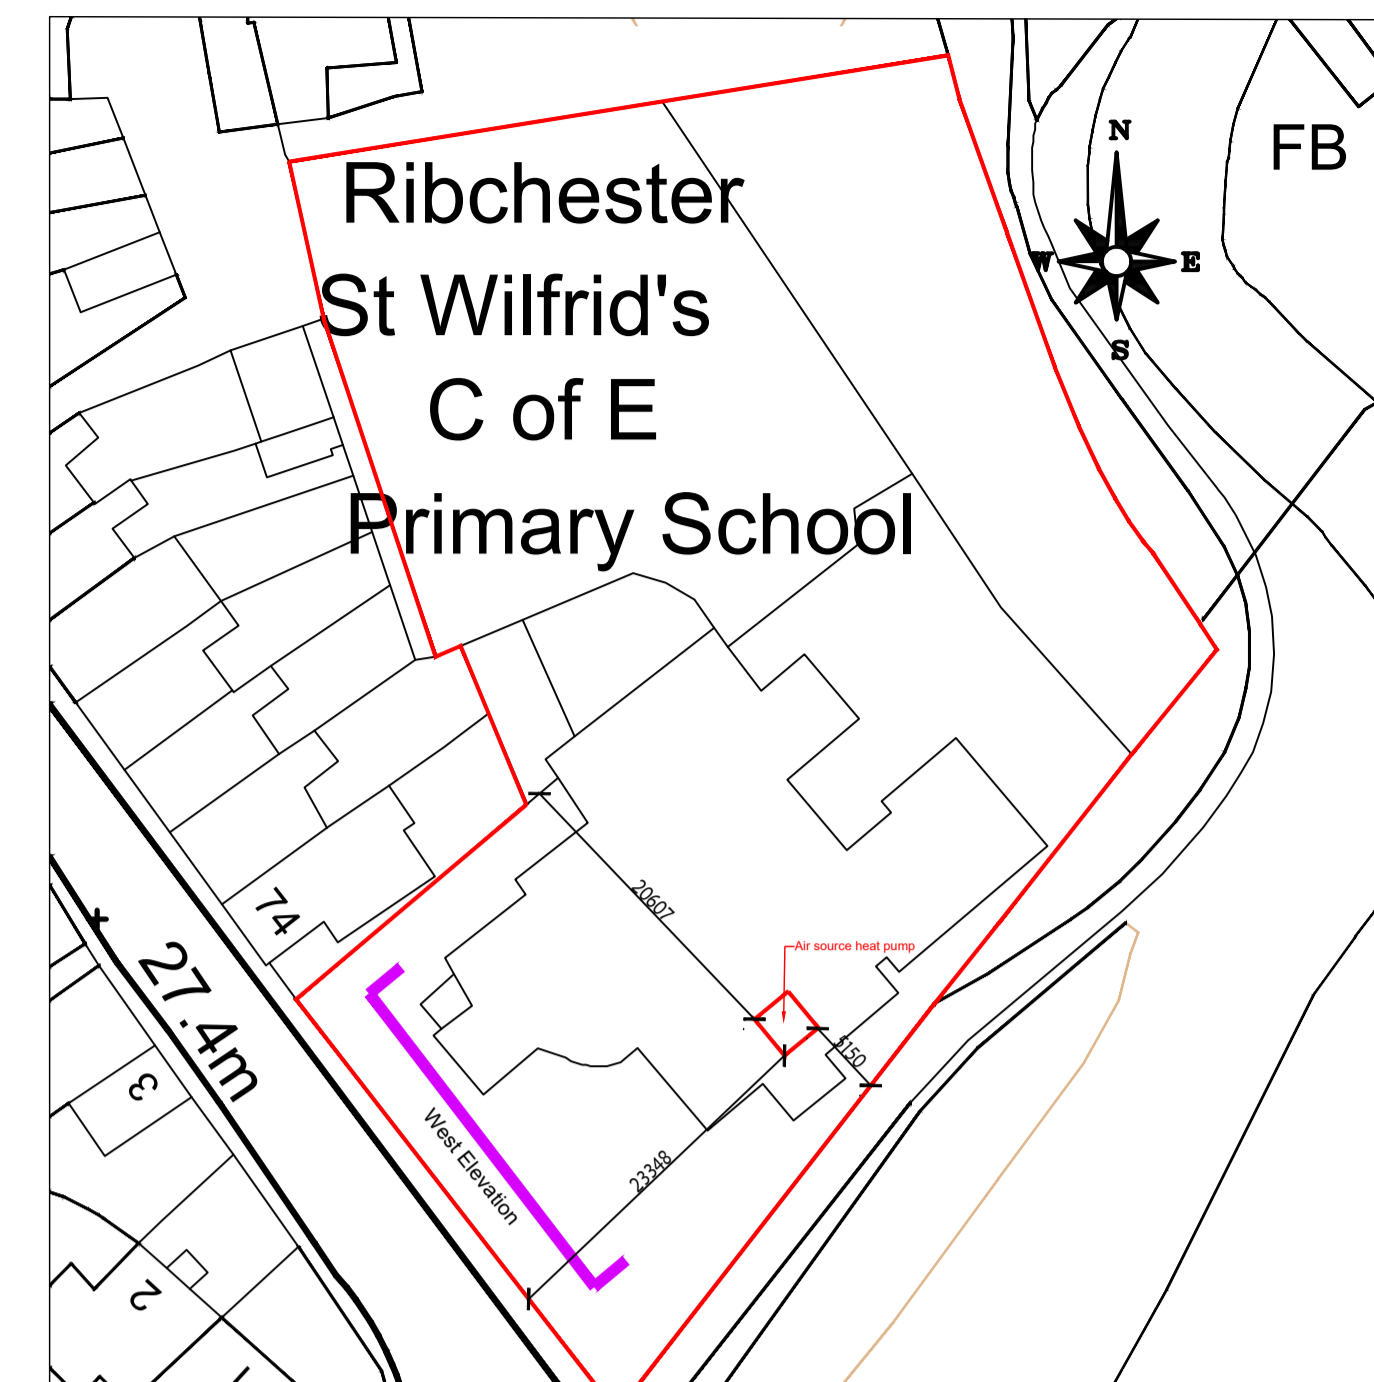 Ribchester
St Wilfrid's
C of E
Primary School
N
W
E
S
FB
74
27.4m
3
2
20607
Air source heat pump
5150
23348
West Elevation